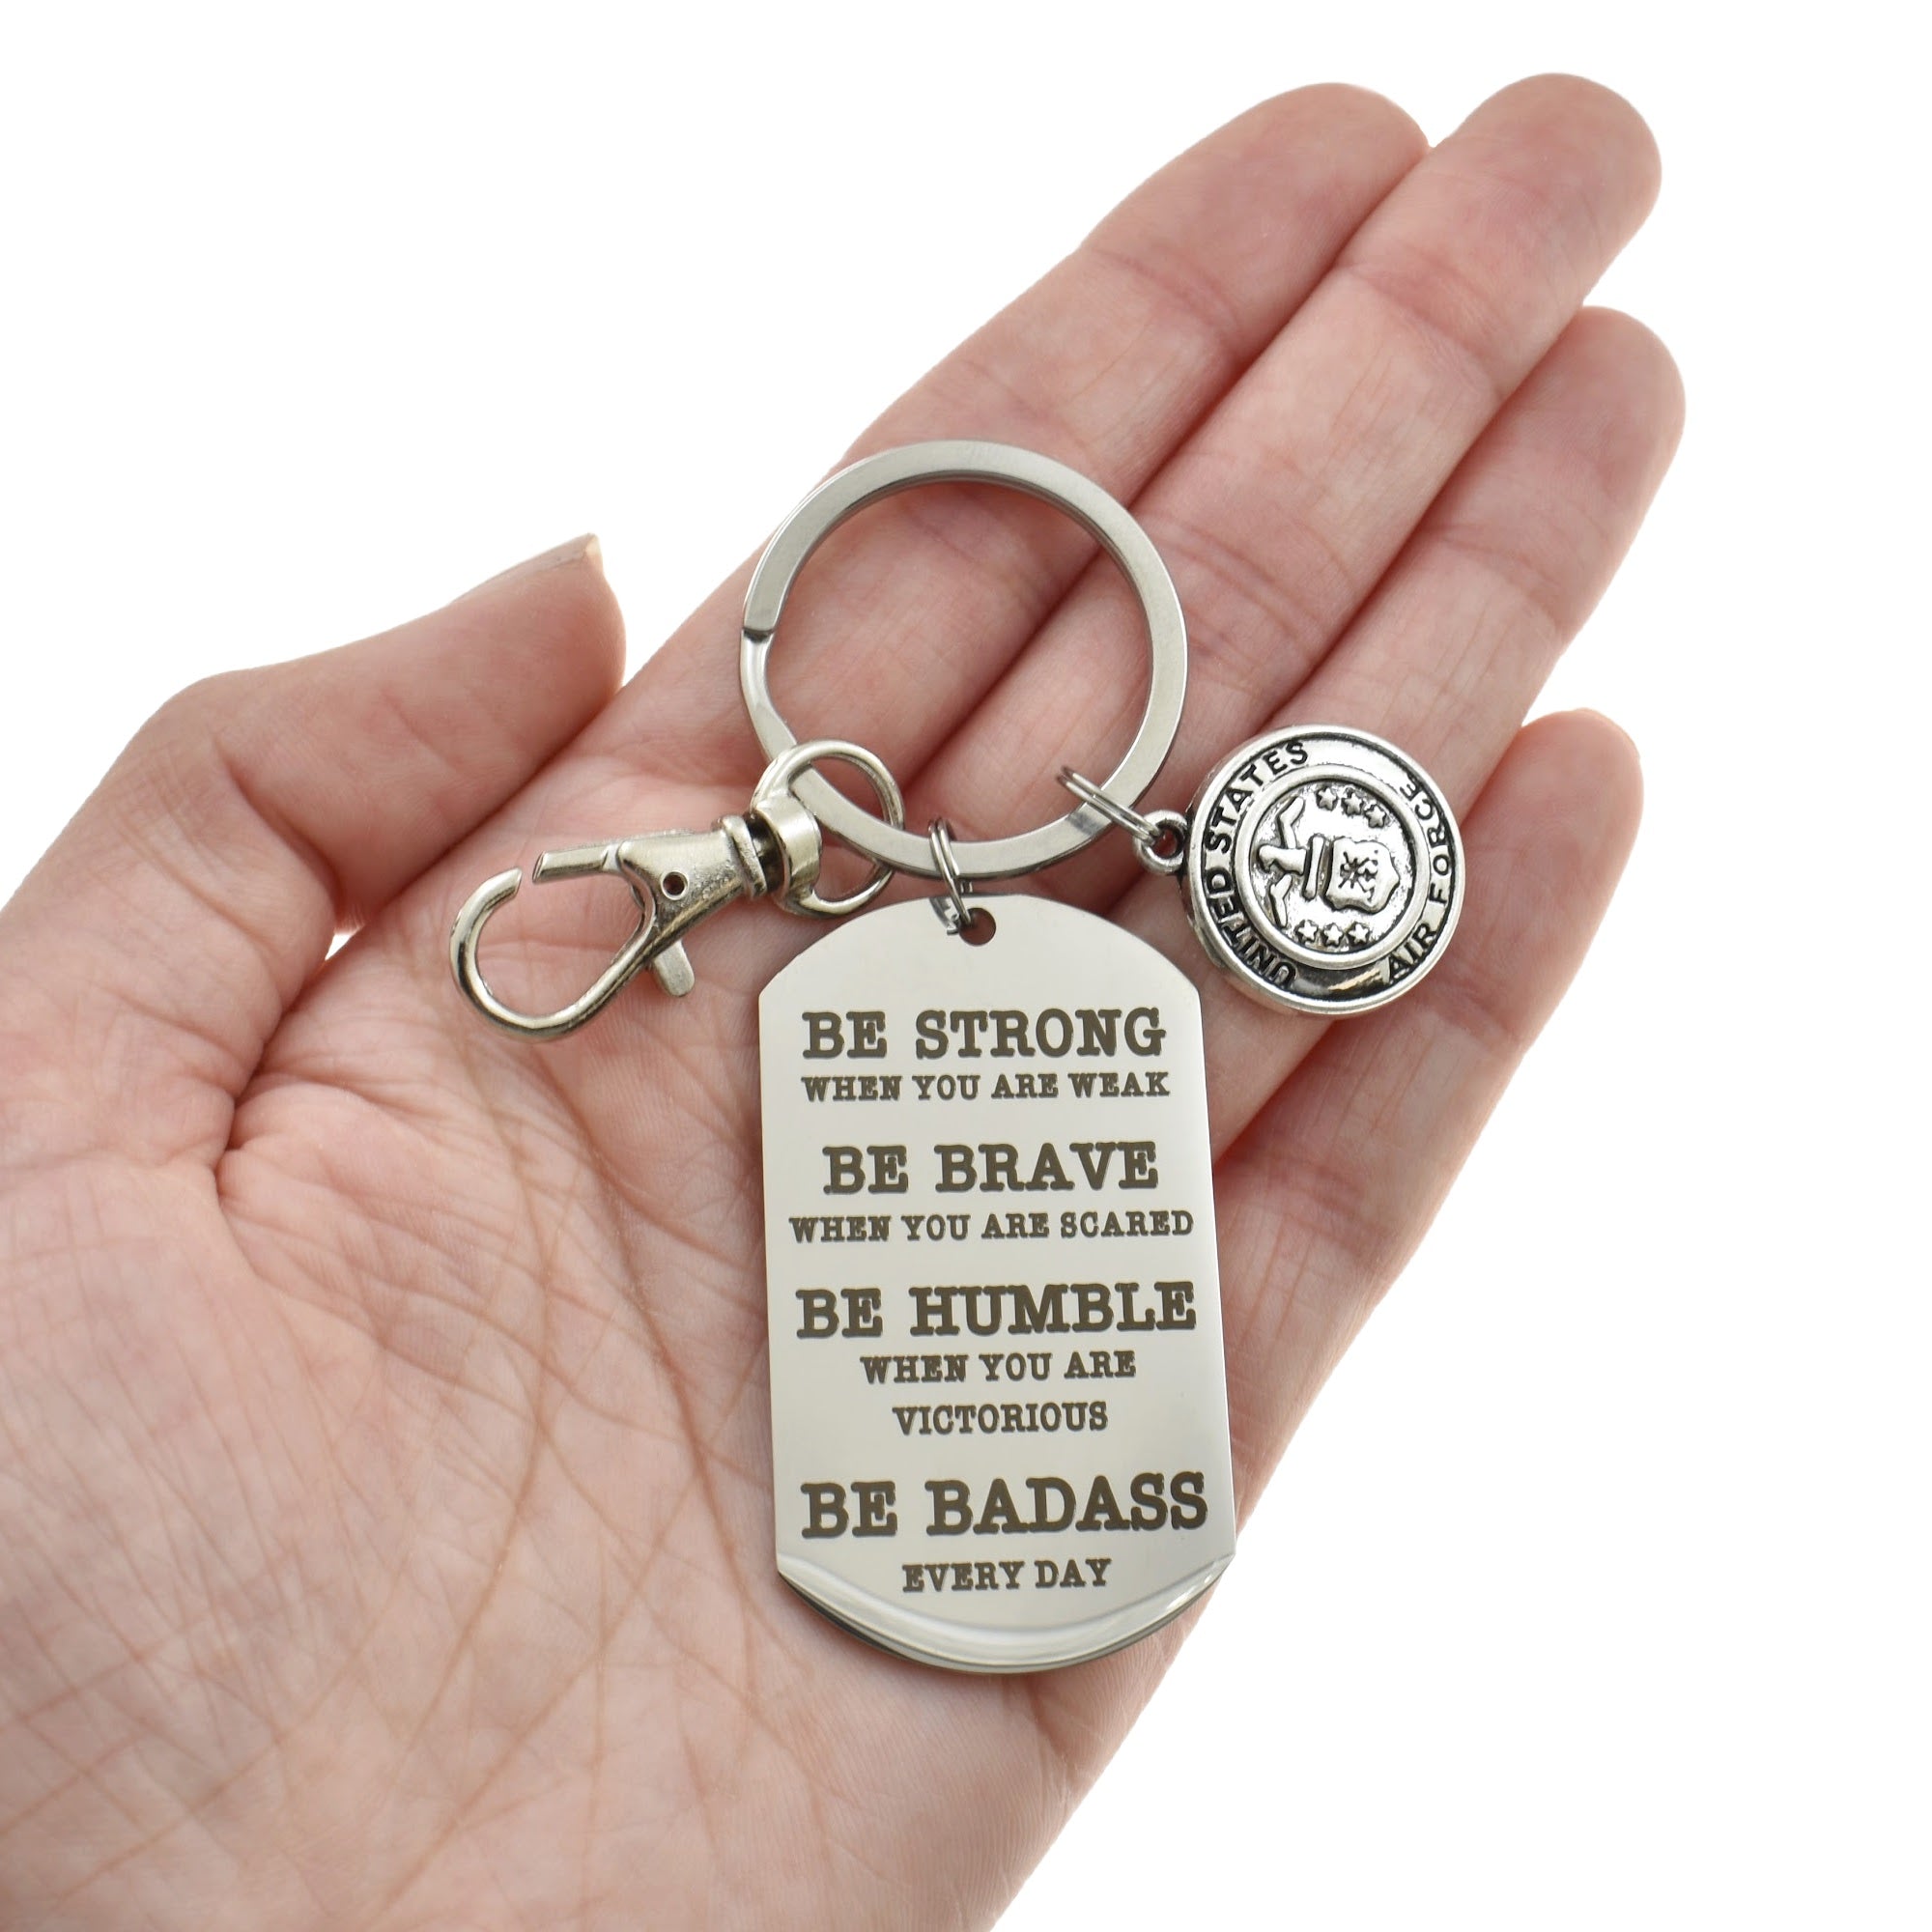 UNITED STATES
AIR FORCE
BE STRONG
WHEN YOU ARE WEAK
BE BRAVE
WHEN YOU ARE SCARED
BE HUMBLE
WHEN YOU ARE
VICTORIOUS
BE BADASS
EVERY DAY